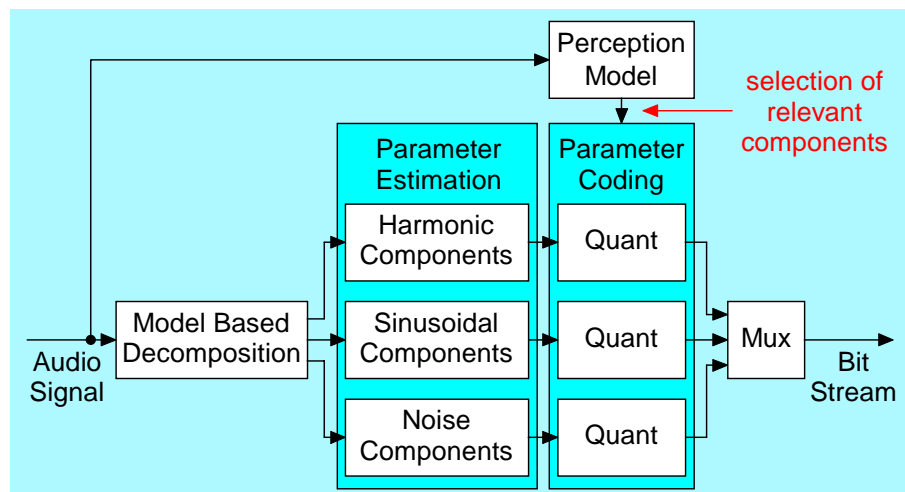 Perception
Model
selection of
relevant
components
Parameter
Estimation
Parameter
Coding
Harmonic
Components
Quant
Audio
Signal
Model Based
Decomposition
Sinusoidal
Components
Quant
Mux
Bit
Stream
Noise
Components
Quant